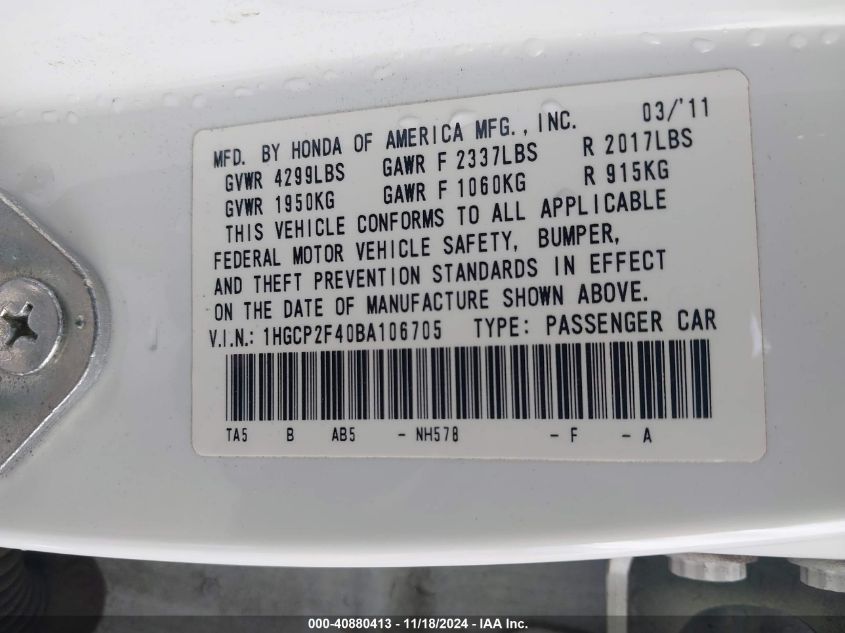 MFD. BY HONDA OF AMERICA MFG., INC. 03/'11
GVWR 4299LBS GAWR F 2337LBS R 2017LBS
GVWR 1950KG GAWR F 1060KG R 915KG
THIS VEHICLE CONFORMS TO ALL APPLICABLE
FEDERAL MOTOR VEHICLE SAFETY, BUMPER,
AND THEFT PREVENTION STANDARDS IN EFFECT
ON THE DATE OF MANUFACTURE SHOWN ABOVE.
V.I.N.: 1HGCP2F40BA106705 TYPE: PASSENGER CAR
TA5 B AB5 - NH578 - F - A
000-40880413 - 11/18/2024 - IAA Inc.